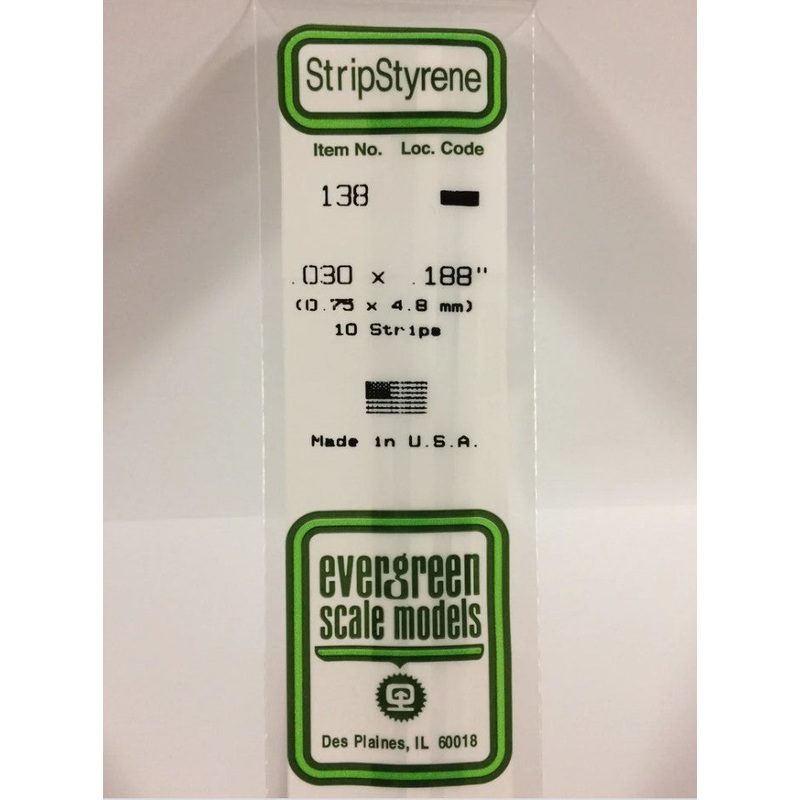 StripStyrene
Item No. Loc. Code
138
.030 x .188"
(0.75 x 4.8 mm)
10 Strips
Made in U.S.A.
evergreen
scale models
Des Plaines, IL 60018